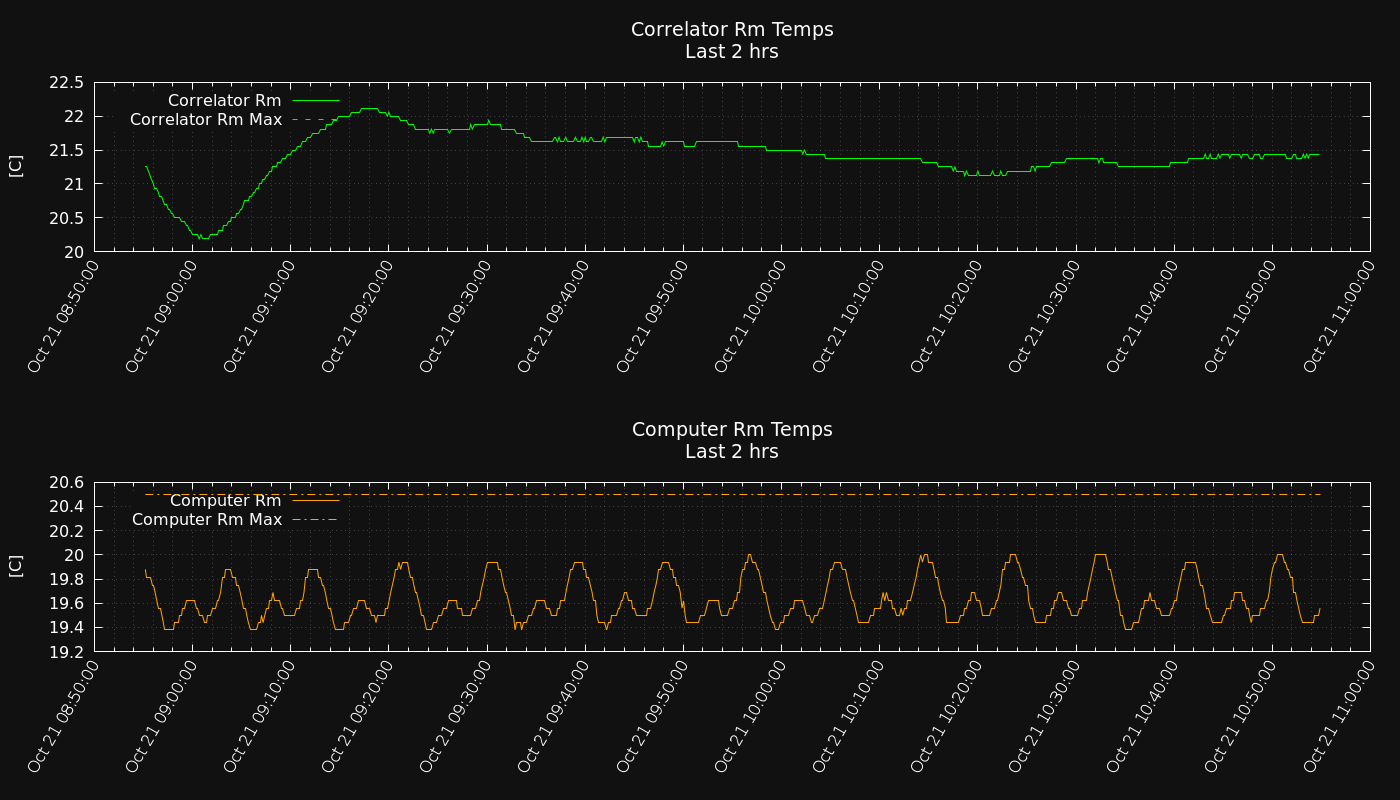 Correlator Rm Temps
Last 2 hrs
22.5
22
21.5
21
20.5
20
[C]
Correlator Rm
Correlator Rm Max
Oct 21 08:50:00
Oct 21 09:00:00
Oct 21 09:10:00
Oct 21 09:20:00
Oct 21 09:30:00
Oct 21 09:40:00
Oct 21 09:50:00
Oct 21 10:00:00
Oct 21 10:10:00
Oct 21 10:20:00
Oct 21 10:30:00
Oct 21 10:40:00
Oct 21 10:50:00
Oct 21 11:00:00
Computer Rm Temps
Last 2 hrs
20.6
20.4
20.2
20
19.8
19.6
19.4
19.2
[C]
Computer Rm
Computer Rm Max
Oct 21 08:50:00
Oct 21 09:00:00
Oct 21 09:10:00
Oct 21 09:20:00
Oct 21 09:30:00
Oct 21 09:40:00
Oct 21 09:50:00
Oct 21 10:00:00
Oct 21 10:10:00
Oct 21 10:20:00
Oct 21 10:30:00
Oct 21 10:40:00
Oct 21 10:50:00
Oct 21 11:00:00